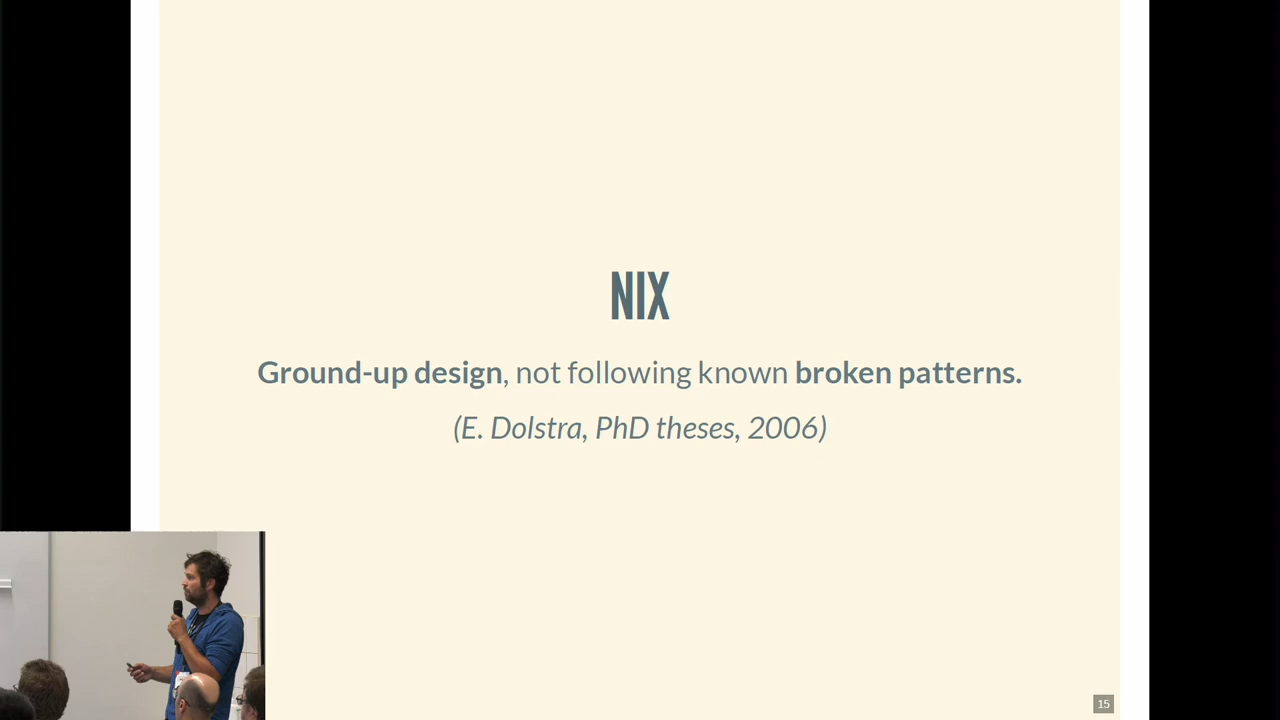 NIX
Ground-up design, not following known broken patterns.
(E. Dolstra, PhD theses, 2006)
15